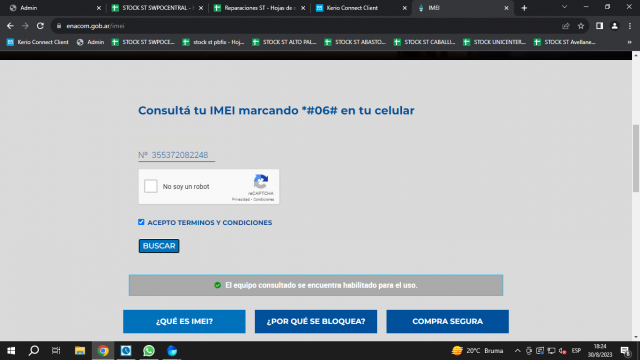 Admin
STOCK ST SWPOCENTRAL -
Reparaciones ST - Hojas de
Kerio Connect Client
IMEI
enacom.gob.ar/imei
Kerio Connect Client
Admin
STOCK ST SWPOCE...
stock st pbfix - Hoj...
STOCK ST ALTO PAL...
STOCK ST ABASTO...
STOCK ST CABALLI...
STOCK UNICENTER...
STOCK ST Avellane...
Consultá tu IMEI marcando *#06# en tu celular
Nº 355372082248
No soy un robot
reCAPTCHA
Privacidad - Condiciones
ACEPTO TERMINOS Y CONDICIONES
BUSCAR
El equipo consultado se encuentra habilitado para el uso.
¿QUÉ ES IMEI?
¿POR QUÉ SE BLOQUEA?
COMPRA SEGURA
20°C Bruma
ESP
18:24
30/8/2023